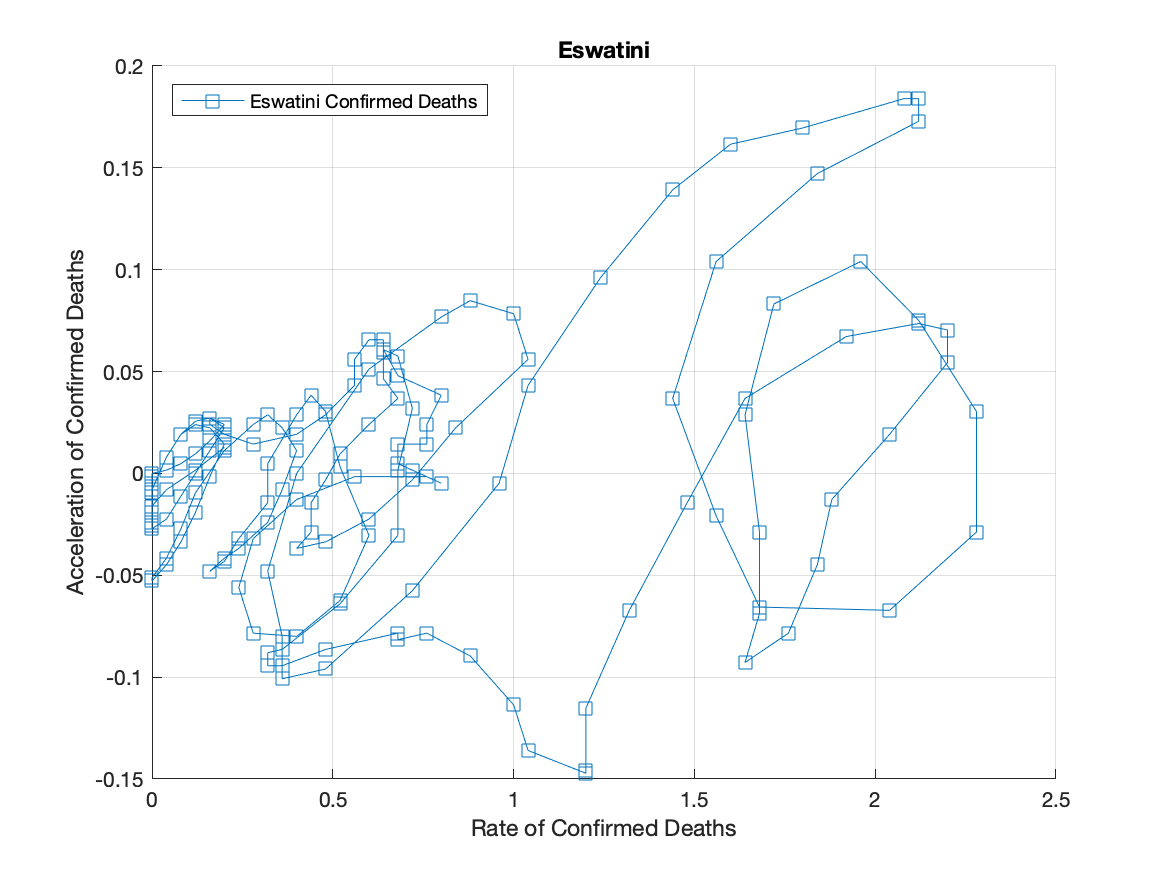 Eswatini
0.2
Eswatini Confirmed Deaths
0.15
0.1
0.05
0
-0.05
-0.1
-0.15
Acceleration of Confirmed Deaths
0 0.5 1 1.5 2 2.5
Rate of Confirmed Deaths